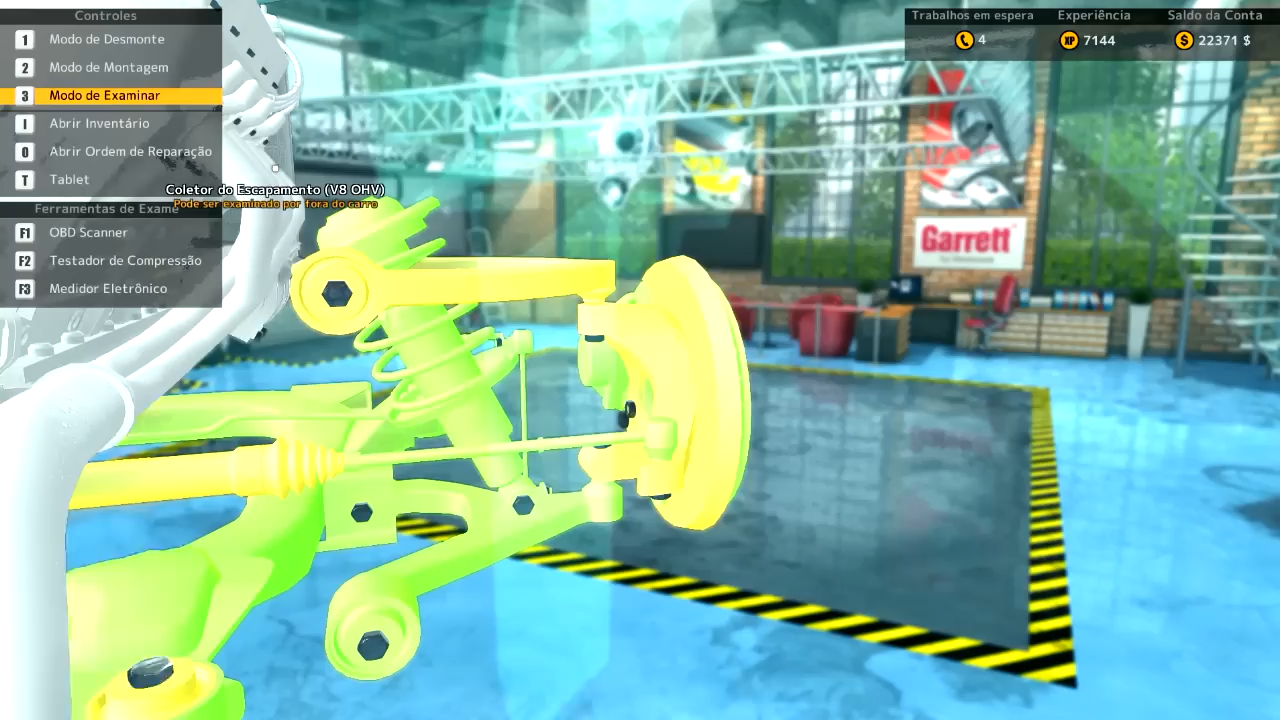 Controles
1 Modo de Desmonte
2 Modo de Montagem
3 Modo de Examinar
I Abrir Inventário
O Abrir Ordem de Reparação
T Tablet
Ferramentas de Exame
F1 OBD Scanner
F2 Testador de Compressão
F3 Medidor Eletrônico
Coletor do Escapamento (V8 OHV)
Pode ser examinado por fora do carro
Trabalhos em espera Experiência Saldo da Conta
4 XP 7144 $ 22371 $
Garrett